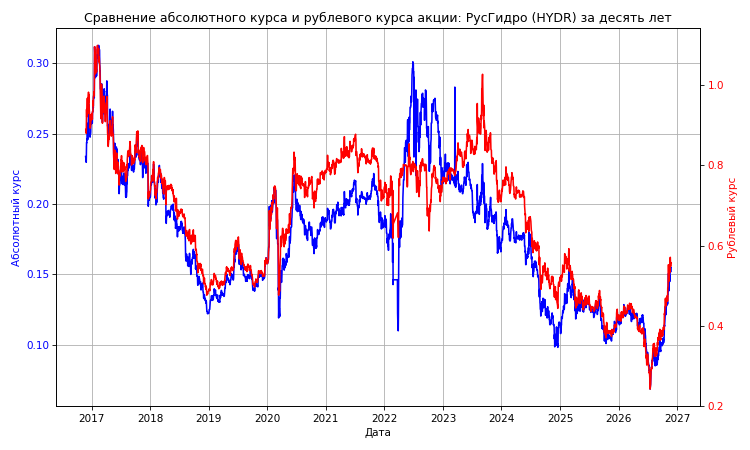 Сравнение абсолютного курса и рублевого курса акции: РусГидро (HYDR) за десять лет
0.30
0.25
0.20
0.15
0.10
Абсолютный курс
1.0
0.8
0.6
0.4
0.2
Рублевый курс
2017 2018 2019 2020 2021 2022 2023 2024 2025 2026 2027
Дата